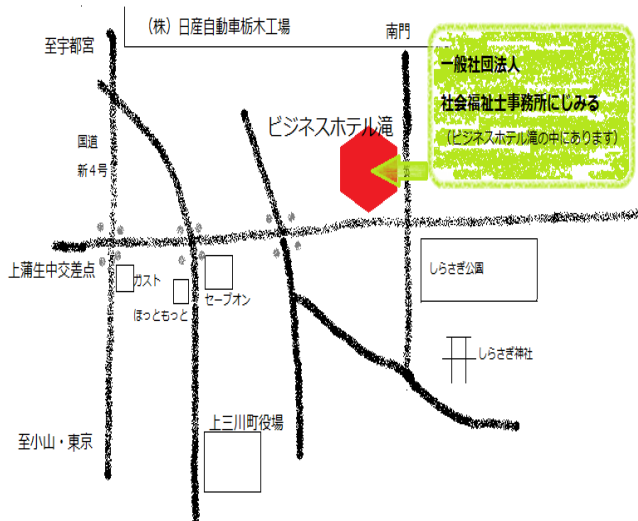 （株）日産自動車栃木工場
南門
至宇都宮
一般社団法人
社会福祉士事務所にじみる
（ビジネスホテル滝の中にあります）
ビジネスホテル滝
国道
新４号
上蒲生中交差点
ガスト
ほっともっと
セーブオン
しらさぎ公園
しらさぎ神社
上三川町役場
至小山・東京